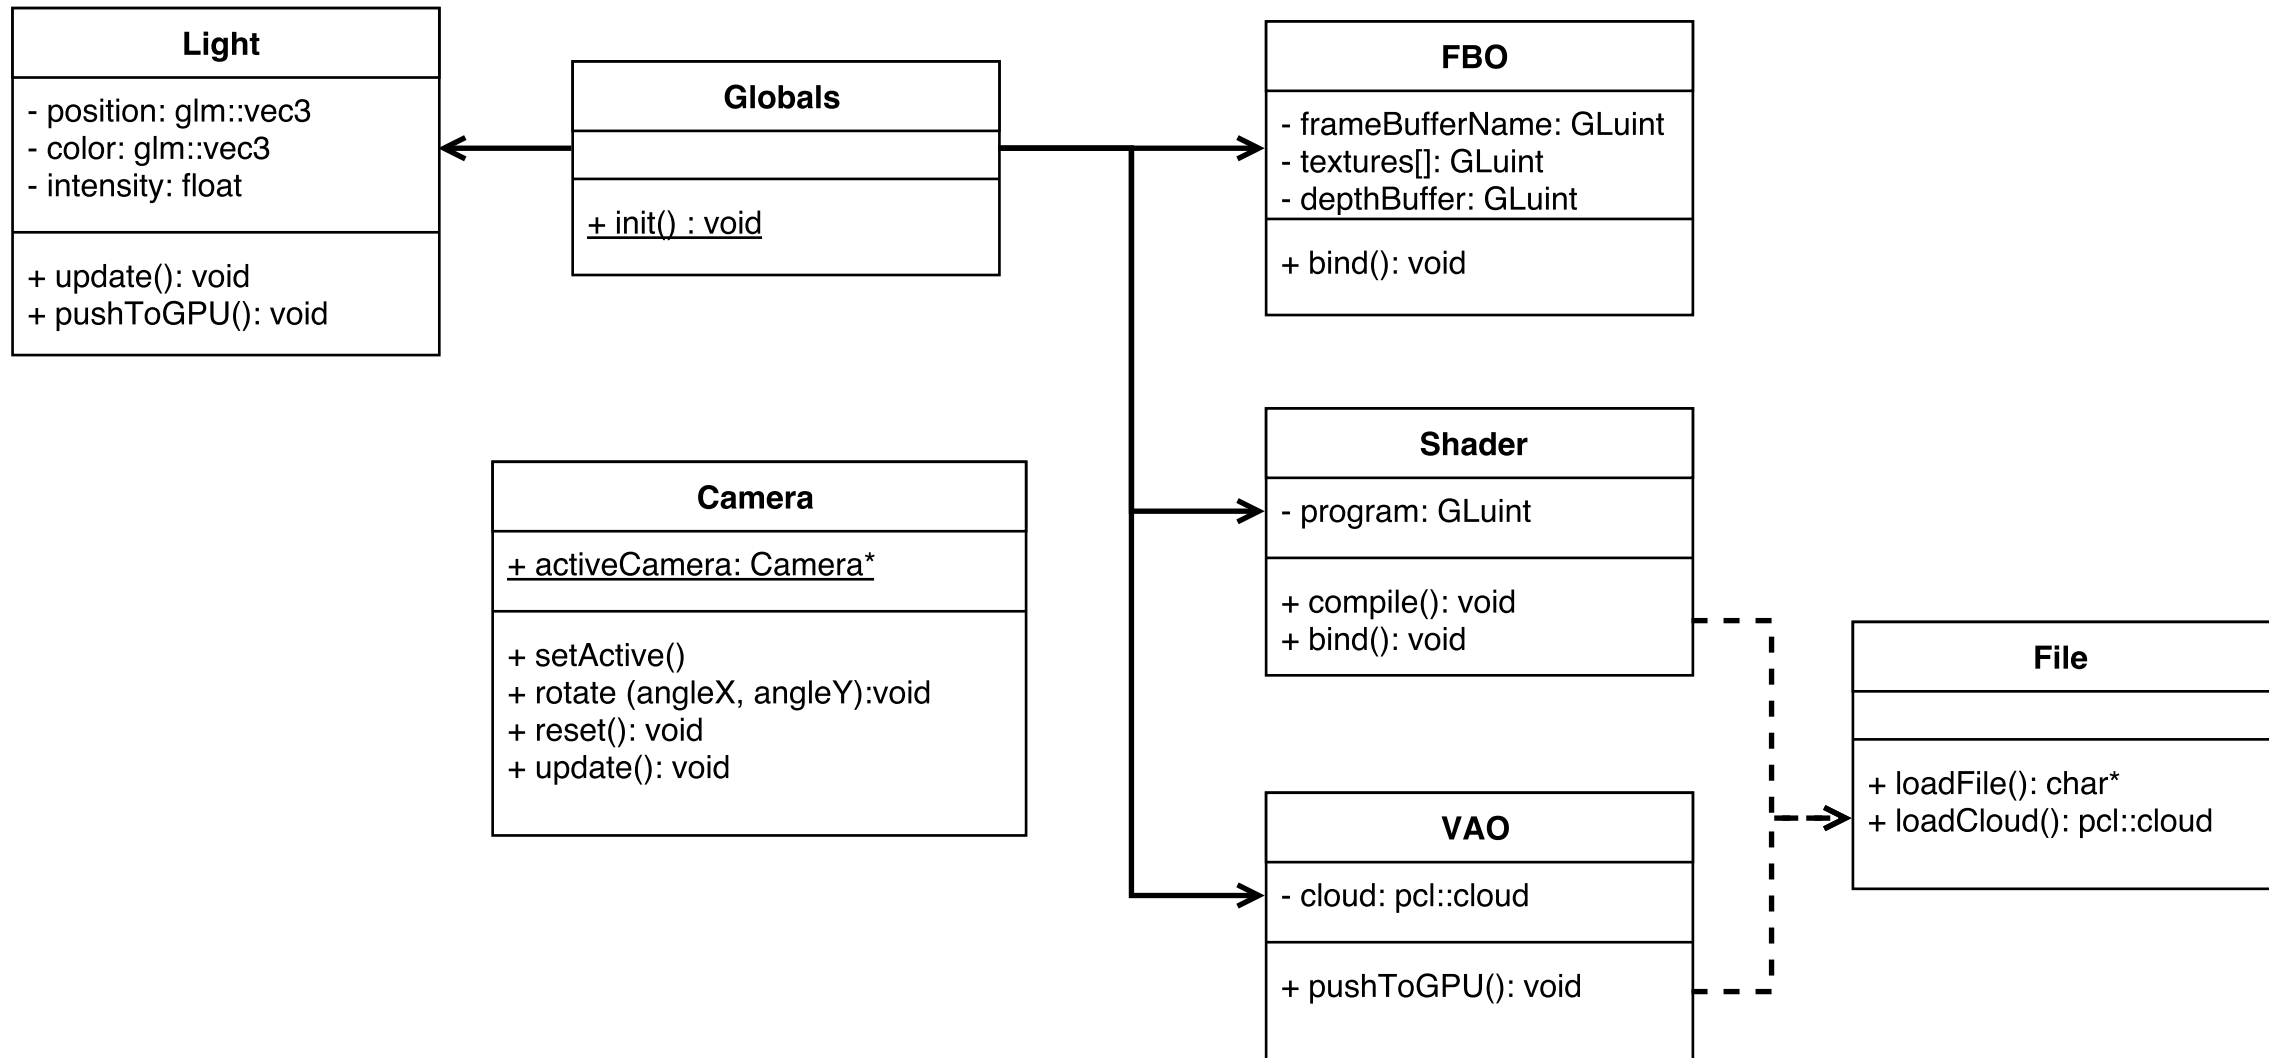 Light
- position: glm::vec3
- color: glm::vec3
- intensity: float
+ update(): void
+ pushToGPU(): void
Globals
+ init() : void
FBO
- frameBufferName: GLuint
- textures[]: GLuint
- depthBuffer: GLuint
+ bind(): void
Camera
+ activeCamera: Camera*
+ setActive()
+ rotate (angleX, angleY):void
+ reset(): void
+ update(): void
Shader
- program: GLuint
+ compile(): void
+ bind(): void
File
+ loadFile(): char*
+ loadCloud(): pcl::cloud
VAO
- cloud: pcl::cloud
+ pushToGPU(): void